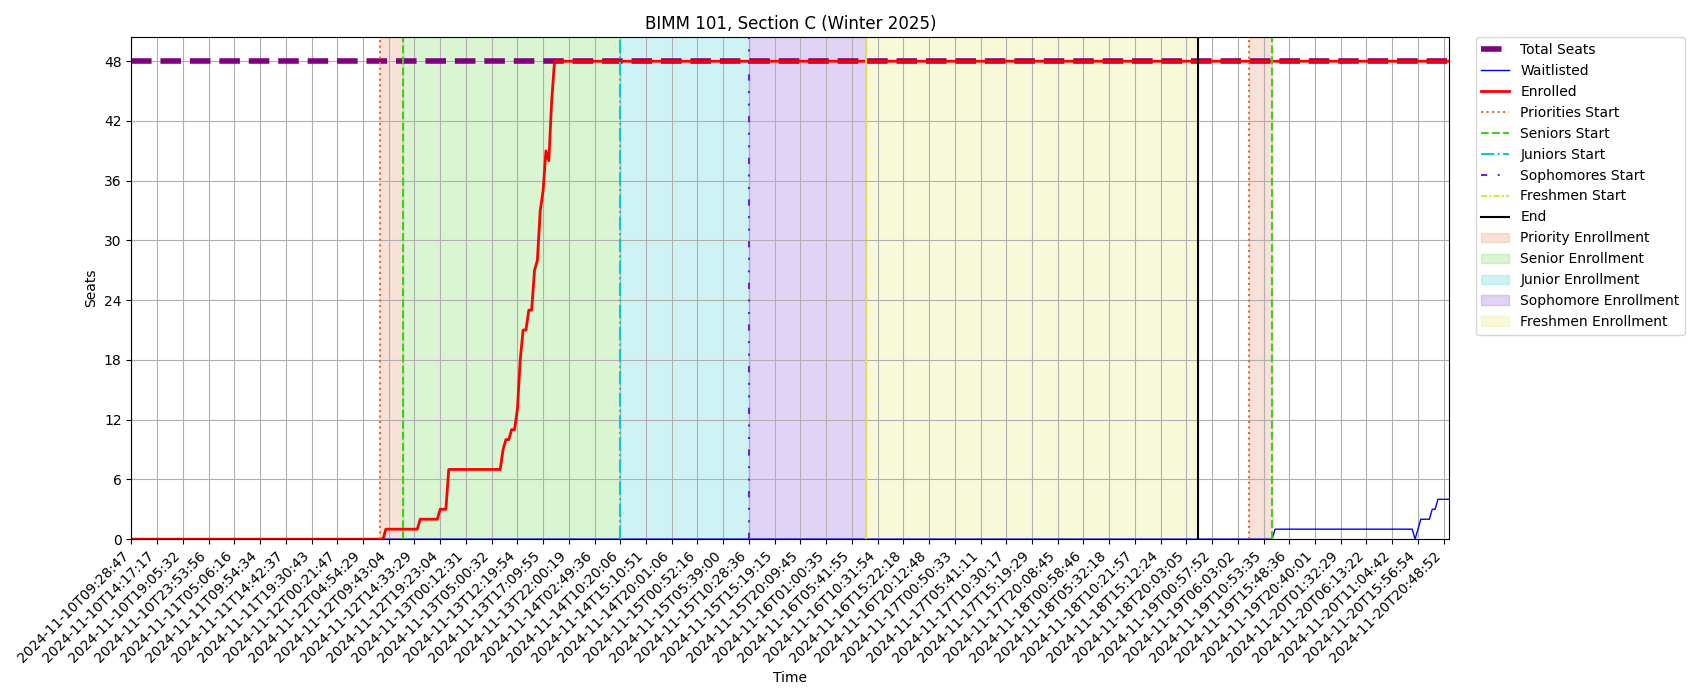 BIMM 101, Section C (Winter 2025)
Seats
48
42
36
30
24
18
12
6
0
2024-11-10T09:28:47
2024-11-10T14:17:17
2024-11-10T19:05:32
2024-11-10T23:53:56
2024-11-11T05:06:16
2024-11-11T09:54:34
2024-11-11T14:42:37
2024-11-11T19:30:43
2024-11-12T00:21:47
2024-11-12T04:54:29
2024-11-12T09:43:04
2024-11-12T14:33:29
2024-11-12T19:23:04
2024-11-13T00:12:31
2024-11-13T05:00:32
2024-11-13T12:19:54
2024-11-13T17:09:55
2024-11-13T22:00:19
2024-11-14T02:49:36
2024-11-14T10:20:06
2024-11-14T15:10:51
2024-11-14T20:01:06
2024-11-15T00:52:16
2024-11-15T05:39:00
2024-11-15T10:28:36
2024-11-15T15:19:15
2024-11-15T20:09:45
2024-11-16T01:00:35
2024-11-16T05:41:55
2024-11-16T10:31:54
2024-11-16T15:22:18
2024-11-16T20:12:48
2024-11-17T00:50:33
2024-11-17T05:41:11
2024-11-17T10:30:17
2024-11-17T15:19:29
2024-11-17T20:08:45
2024-11-18T00:58:46
2024-11-18T05:32:18
2024-11-18T10:21:57
2024-11-18T15:12:24
2024-11-18T20:03:05
2024-11-19T00:57:52
2024-11-19T06:03:02
2024-11-19T10:53:35
2024-11-19T15:48:36
2024-11-19T20:40:01
2024-11-20T01:32:29
2024-11-20T06:13:22
2024-11-20T11:04:42
2024-11-20T15:56:54
2024-11-20T20:48:52
Time
Total Seats
Waitlisted
Enrolled
Priorities Start
Seniors Start
Juniors Start
Sophomores Start
Freshmen Start
End
Priority Enrollment
Senior Enrollment
Junior Enrollment
Sophomore Enrollment
Freshmen Enrollment